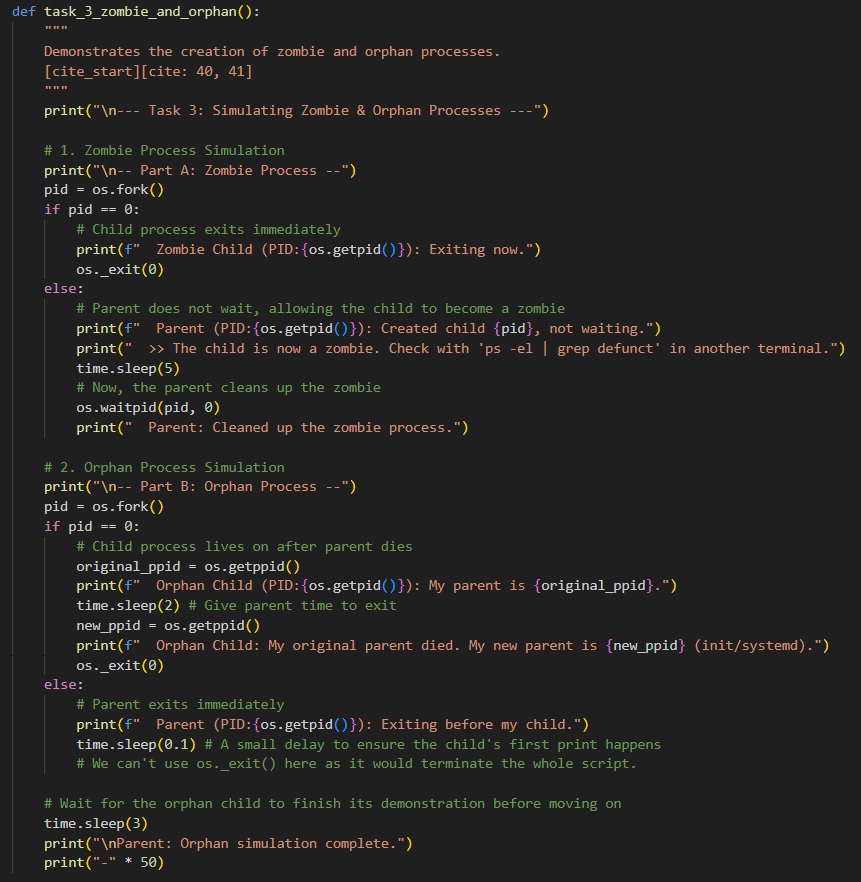 def task_3_zombie_and_orphan():
    """
    Demonstrates the creation of zombie and orphan processes.
    [cite_start][cite: 40, 41]
    """
    print("\n--- Task 3: Simulating Zombie & Orphan Processes ---")

    # 1. Zombie Process Simulation
    print("\n-- Part A: Zombie Process --")
    pid = os.fork()
    if pid == 0:
        # Child process exits immediately
        print(f"  Zombie Child (PID:{os.getpid()}): Exiting now.")
        os._exit(0)
    else:
        # Parent does not wait, allowing the child to become a zombie
        print(f"  Parent (PID:{os.getpid()}): Created child {pid}, not waiting.")
        print("  >> The child is now a zombie. Check with 'ps -el | grep defunct' in another terminal.")
        time.sleep(5)
        # Now, the parent cleans up the zombie
        os.waitpid(pid, 0)
        print("  Parent: Cleaned up the zombie process.")

    # 2. Orphan Process Simulation
    print("\n-- Part B: Orphan Process --")
    pid = os.fork()
    if pid == 0:
        # Child process lives on after parent dies
        original_ppid = os.getppid()
        print(f"  Orphan Child (PID:{os.getpid()}): My parent is {original_ppid}.")
        time.sleep(2) # Give parent time to exit
        new_ppid = os.getppid()
        print(f"  Orphan Child: My original parent died. My new parent is {new_ppid} (init/systemd).")
        os._exit(0)
    else:
        # Parent exits immediately
        print(f"  Parent (PID:{os.getpid()}): Exiting before my child.")
        time.sleep(0.1) # A small delay to ensure the child's first print happens
        # We can't use os._exit() here as it would terminate the whole script.

    # Wait for the orphan child to finish its demonstration before moving on
    time.sleep(3)
    print("\nParent: Orphan simulation complete.")
    print("-" * 50)